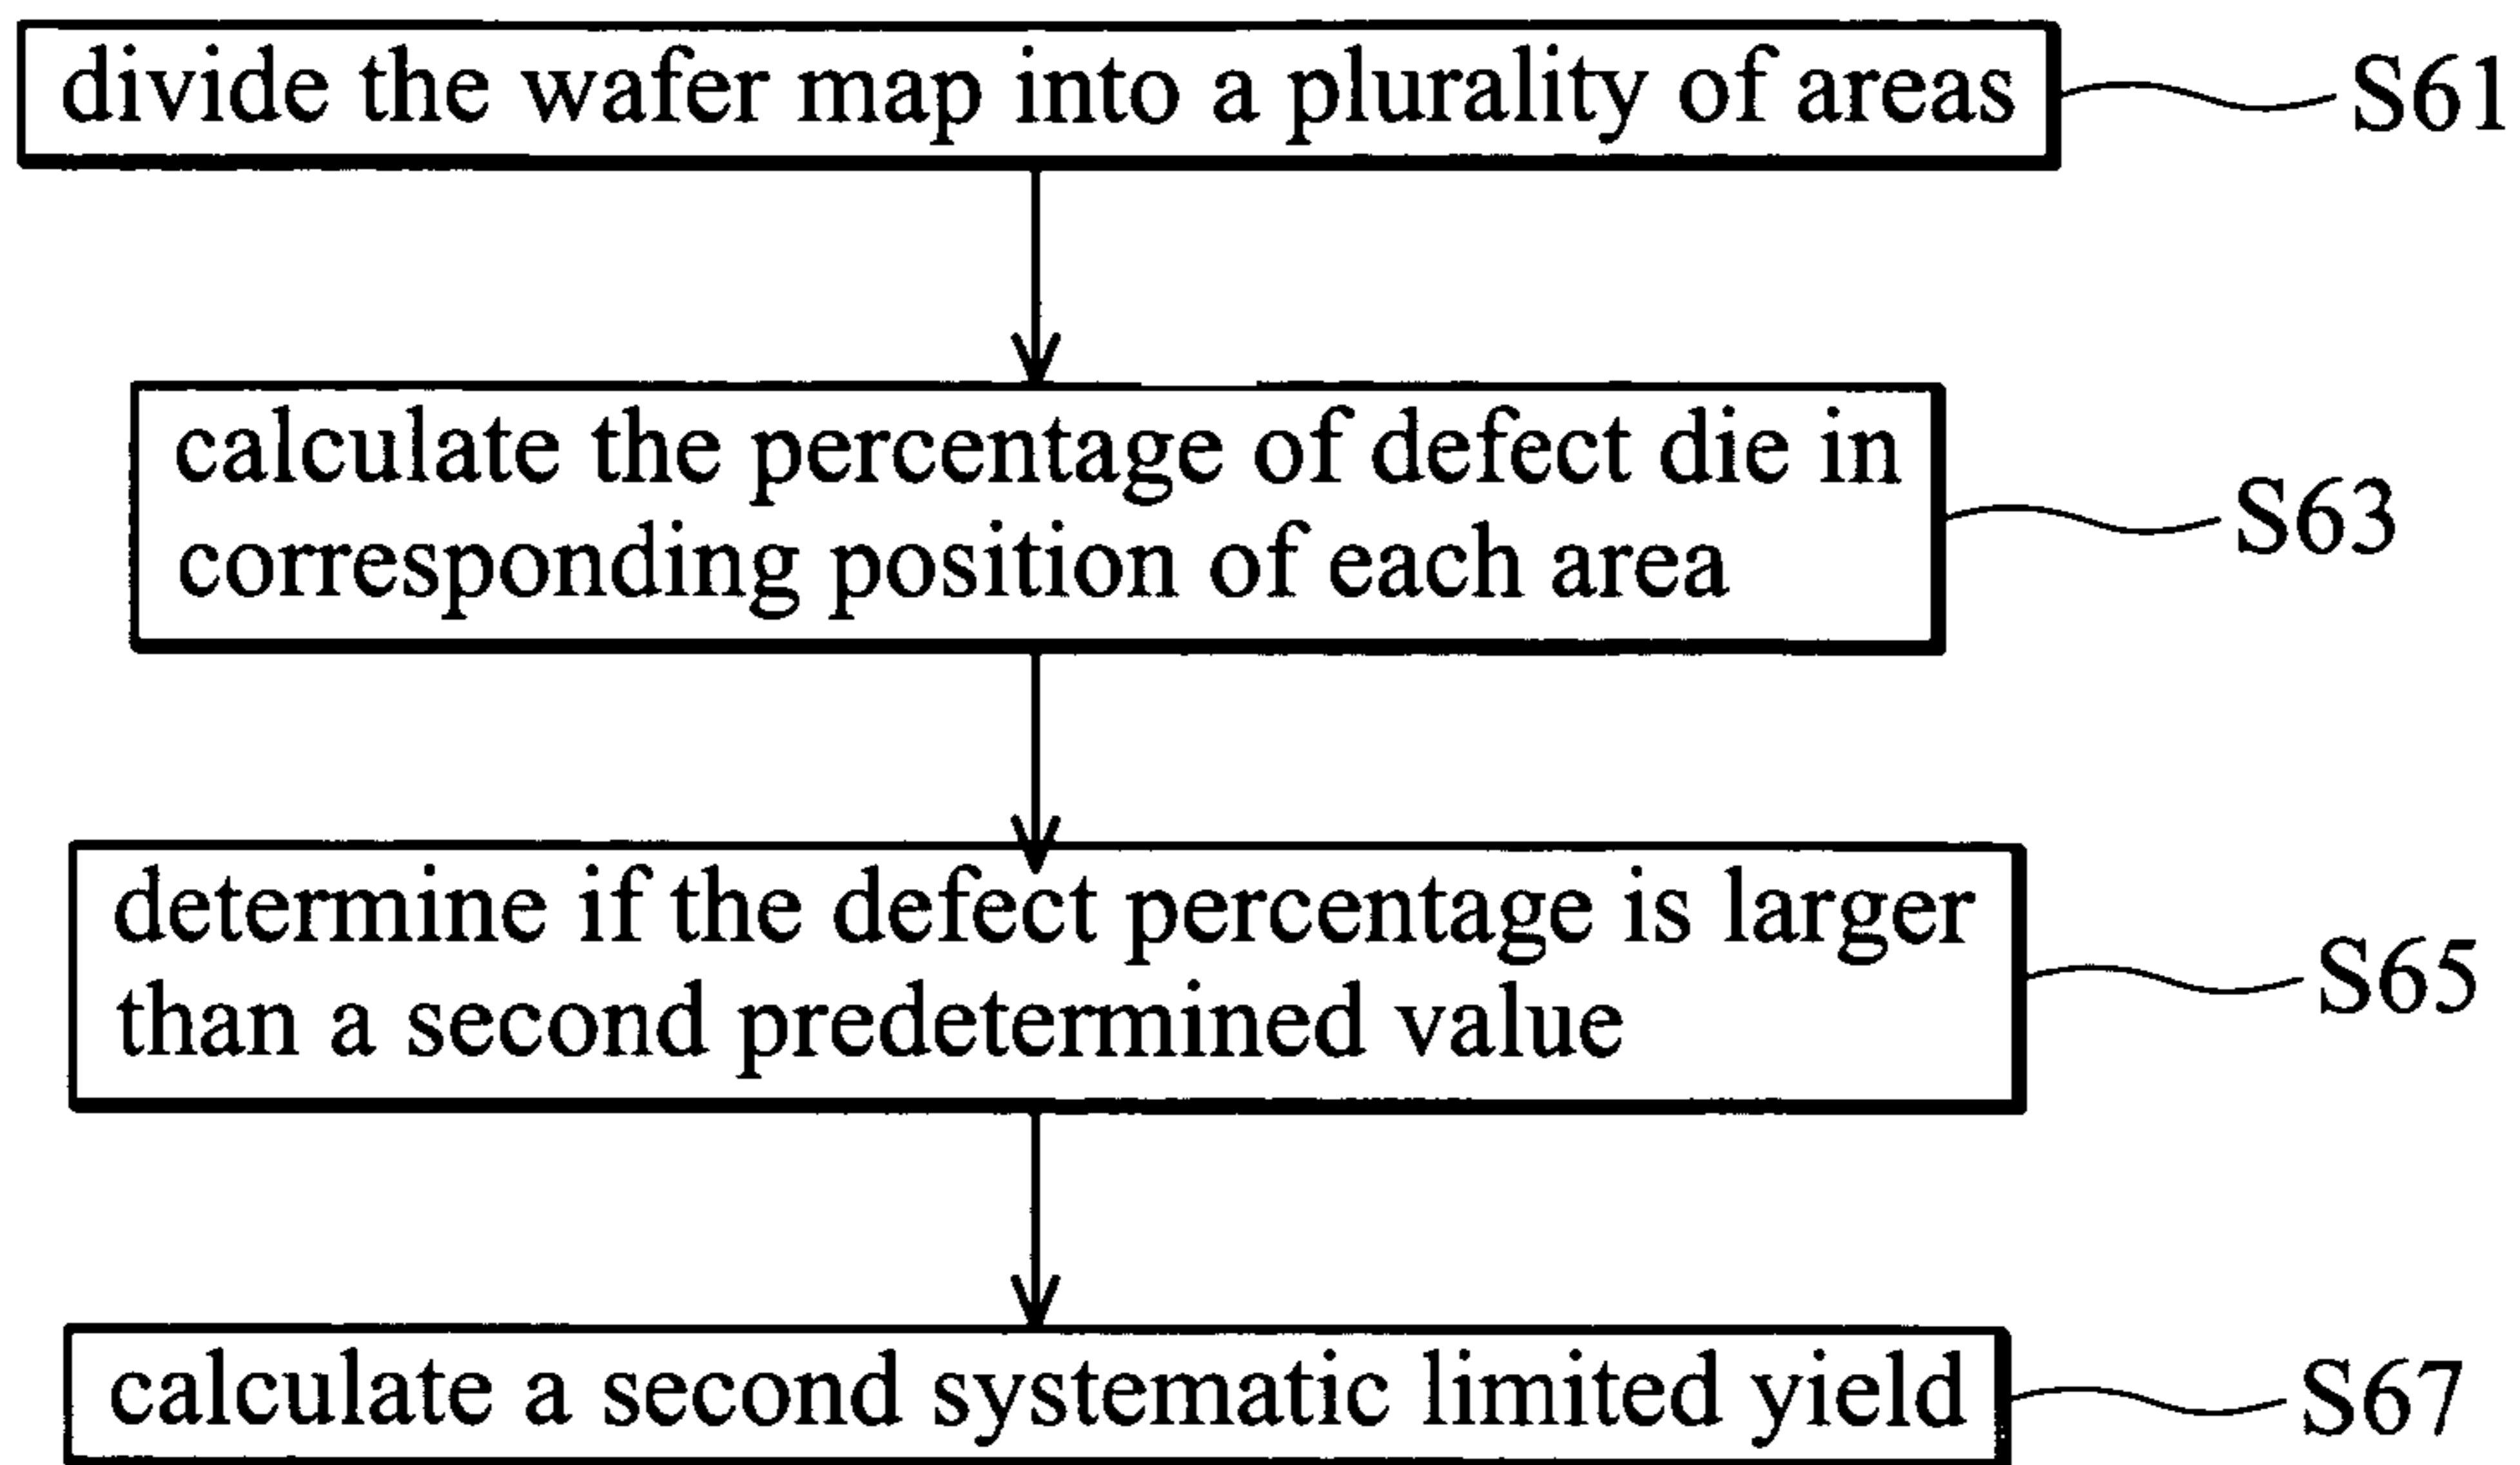 divide the wafer map into a plurality of areas
S61
calculate the percentage of defect die in
corresponding position of each area
S63
determine if the defect percentage is larger
than a second predetermined value
S65
calculate a second systematic limited yield
S67